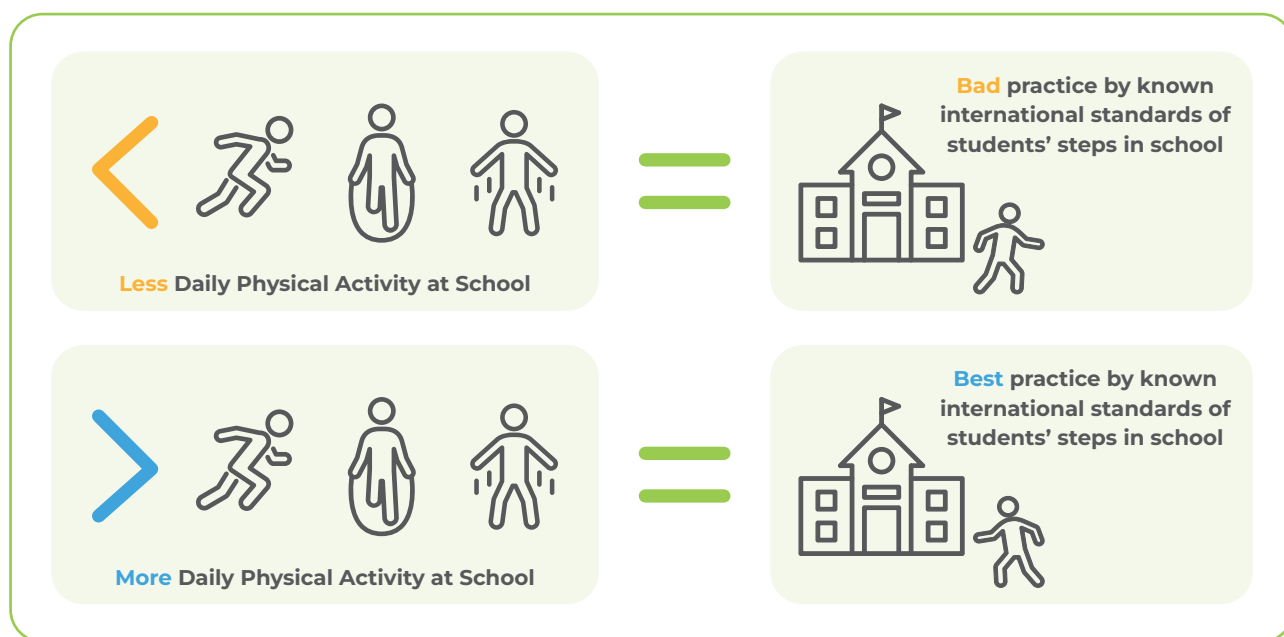 Less Daily Physical Activity at School
Bad practice by known
international standards of
students’ steps in school
More Daily Physical Activity at School
Best practice by known
international standards of
students’ steps in school